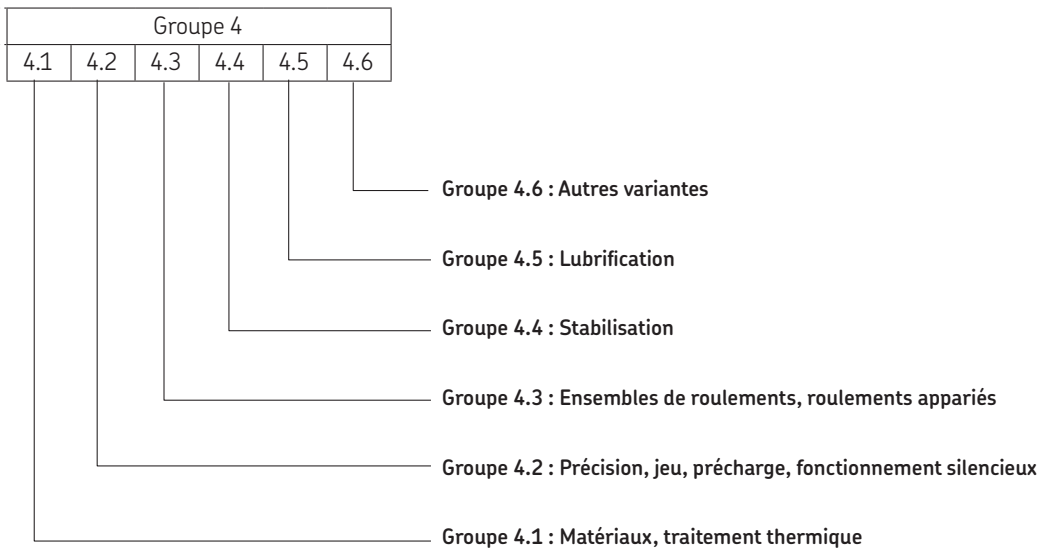 Groupe 4
4.1 4.2 4.3 4.4 4.5 4.6
Groupe 4.6 : Autres variantes
Groupe 4.5 : Lubrification
Groupe 4.4 : Stabilisation
Groupe 4.3 : Ensembles de roulements, roulements appariés
Groupe 4.2 : Précision, jeu, précharge, fonctionnement silencieux
Groupe 4.1 : Matériaux, traitement thermique